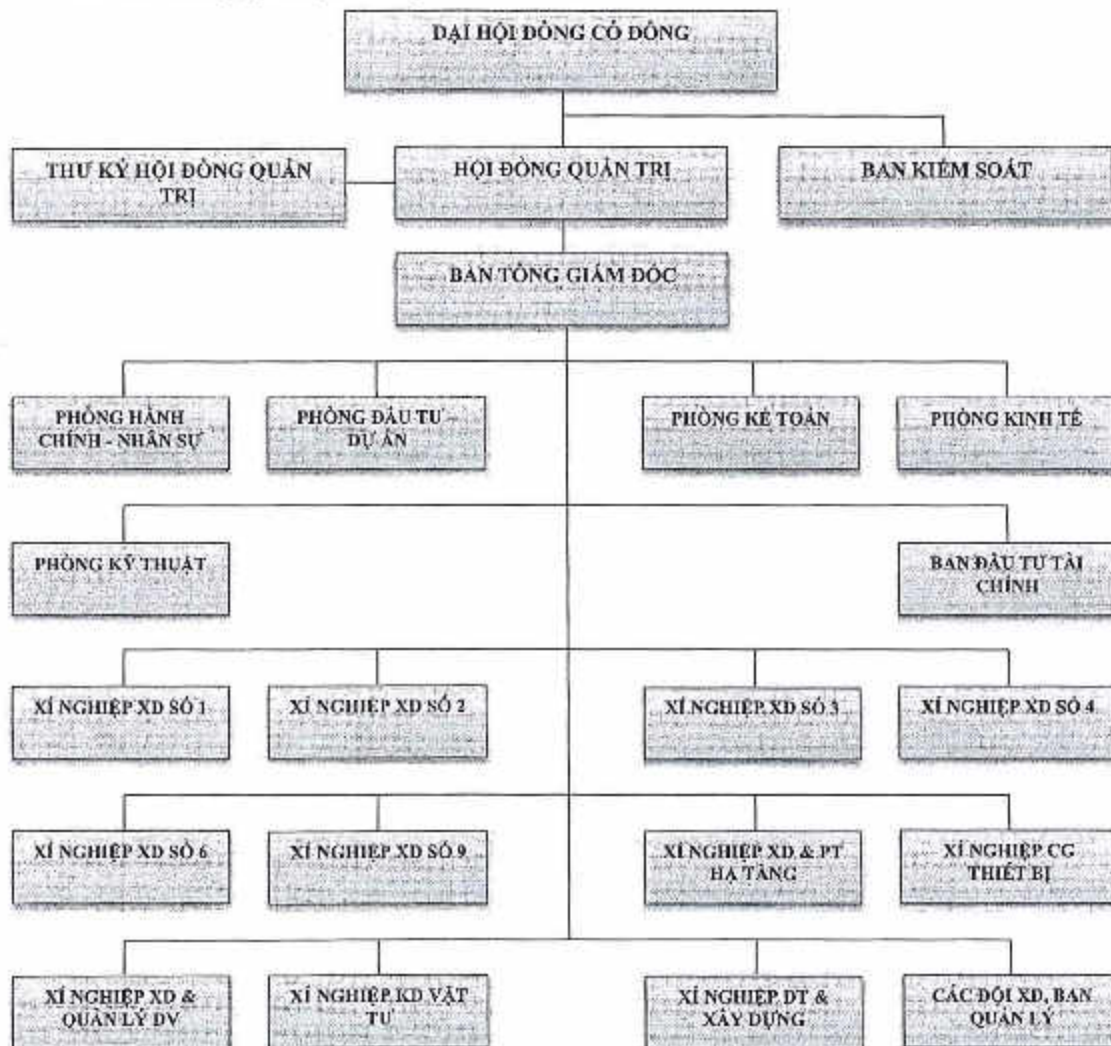 ĐẠI HỘI ĐỒNG CỔ ĐÔNG
THƯ KÝ HỘI ĐỒNG QUẢN
TRỊ
HỘI ĐỒNG QUẢN TRỊ
BAN KIỂM SOÁT
BAN TỔNG GIÁM ĐỐC
PHÒNG HÀNH
CHÍNH - NHÂN SỰ
PHÒNG ĐẦU TƯ –
DỰ ÁN
PHÒNG KẾ TOÁN
PHÒNG KINH TẾ
PHÒNG KỸ THUẬT
BAN ĐẦU TƯ TÀI
CHÍNH
XÍ NGHIỆP XD SỐ 1
XÍ NGHIỆP XD SỐ 2
XÍ NGHIỆP XD SỐ 3
XÍ NGHIỆP XD SỐ 4
XÍ NGHIỆP XD SỐ 6
XÍ NGHIỆP XD SỐ 9
XÍ NGHIỆP XD & PT
HẠ TẦNG
XÍ NGHIỆP CG
THIẾT BỊ
XÍ NGHIỆP XD &
QUẢN LÝ DV
XÍ NGHIỆP KD VẬT
TƯ
XÍ NGHIỆP ĐT &
XÂY DỰNG
CÁC ĐỘI XD, BAN
QUẢN LÝ